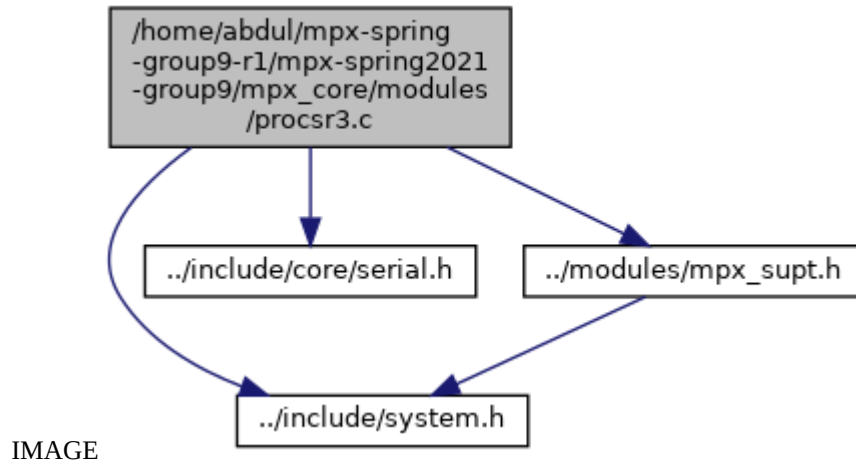 /home/abdul/mpx-spring
-group9-r1/mpx-spring2021
-group9/mpx_core/modules
/procsr3.c
../include/core/serial.h
../modules/mpx_supt.h
../include/system.h
IMAGE